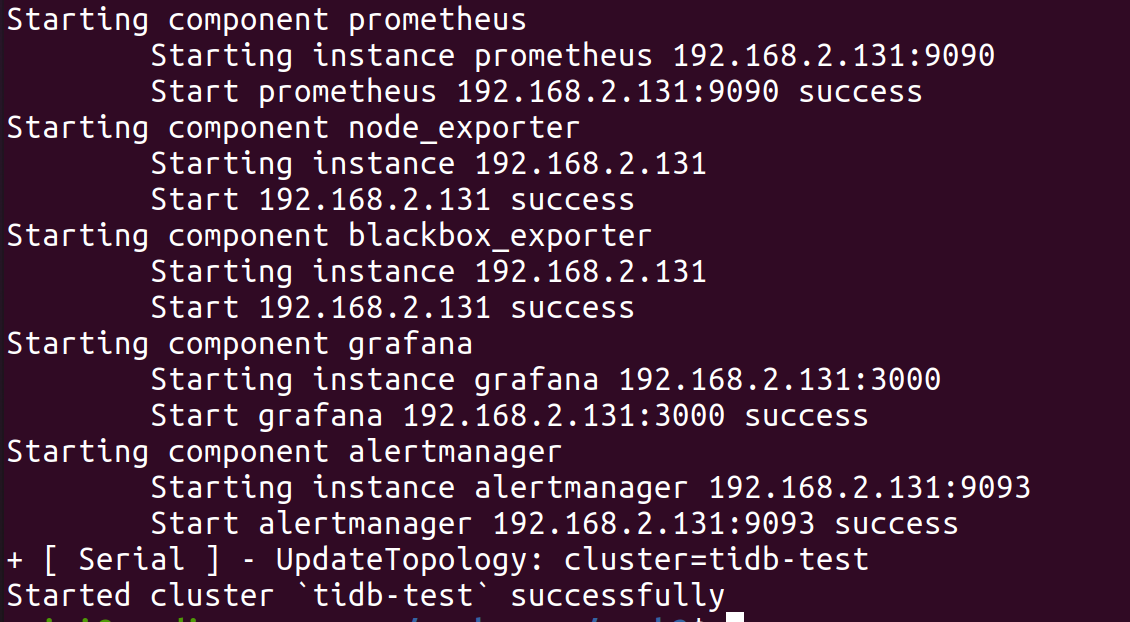 Starting component prometheus
Starting instance prometheus 192.168.2.131:9090
Start prometheus 192.168.2.131:9090 success
Starting component node_exporter
Starting instance 192.168.2.131
Start 192.168.2.131 success
Starting component blackbox_exporter
Starting instance 192.168.2.131
Start 192.168.2.131 success
Starting component grafana
Starting instance grafana 192.168.2.131:3000
Start grafana 192.168.2.131:3000 success
Starting component alertmanager
Starting instance alertmanager 192.168.2.131:9093
Start alertmanager 192.168.2.131:9093 success
+ [ Serial ] - UpdateTopology: cluster=tidb-test
Started cluster `tidb-test` successfully